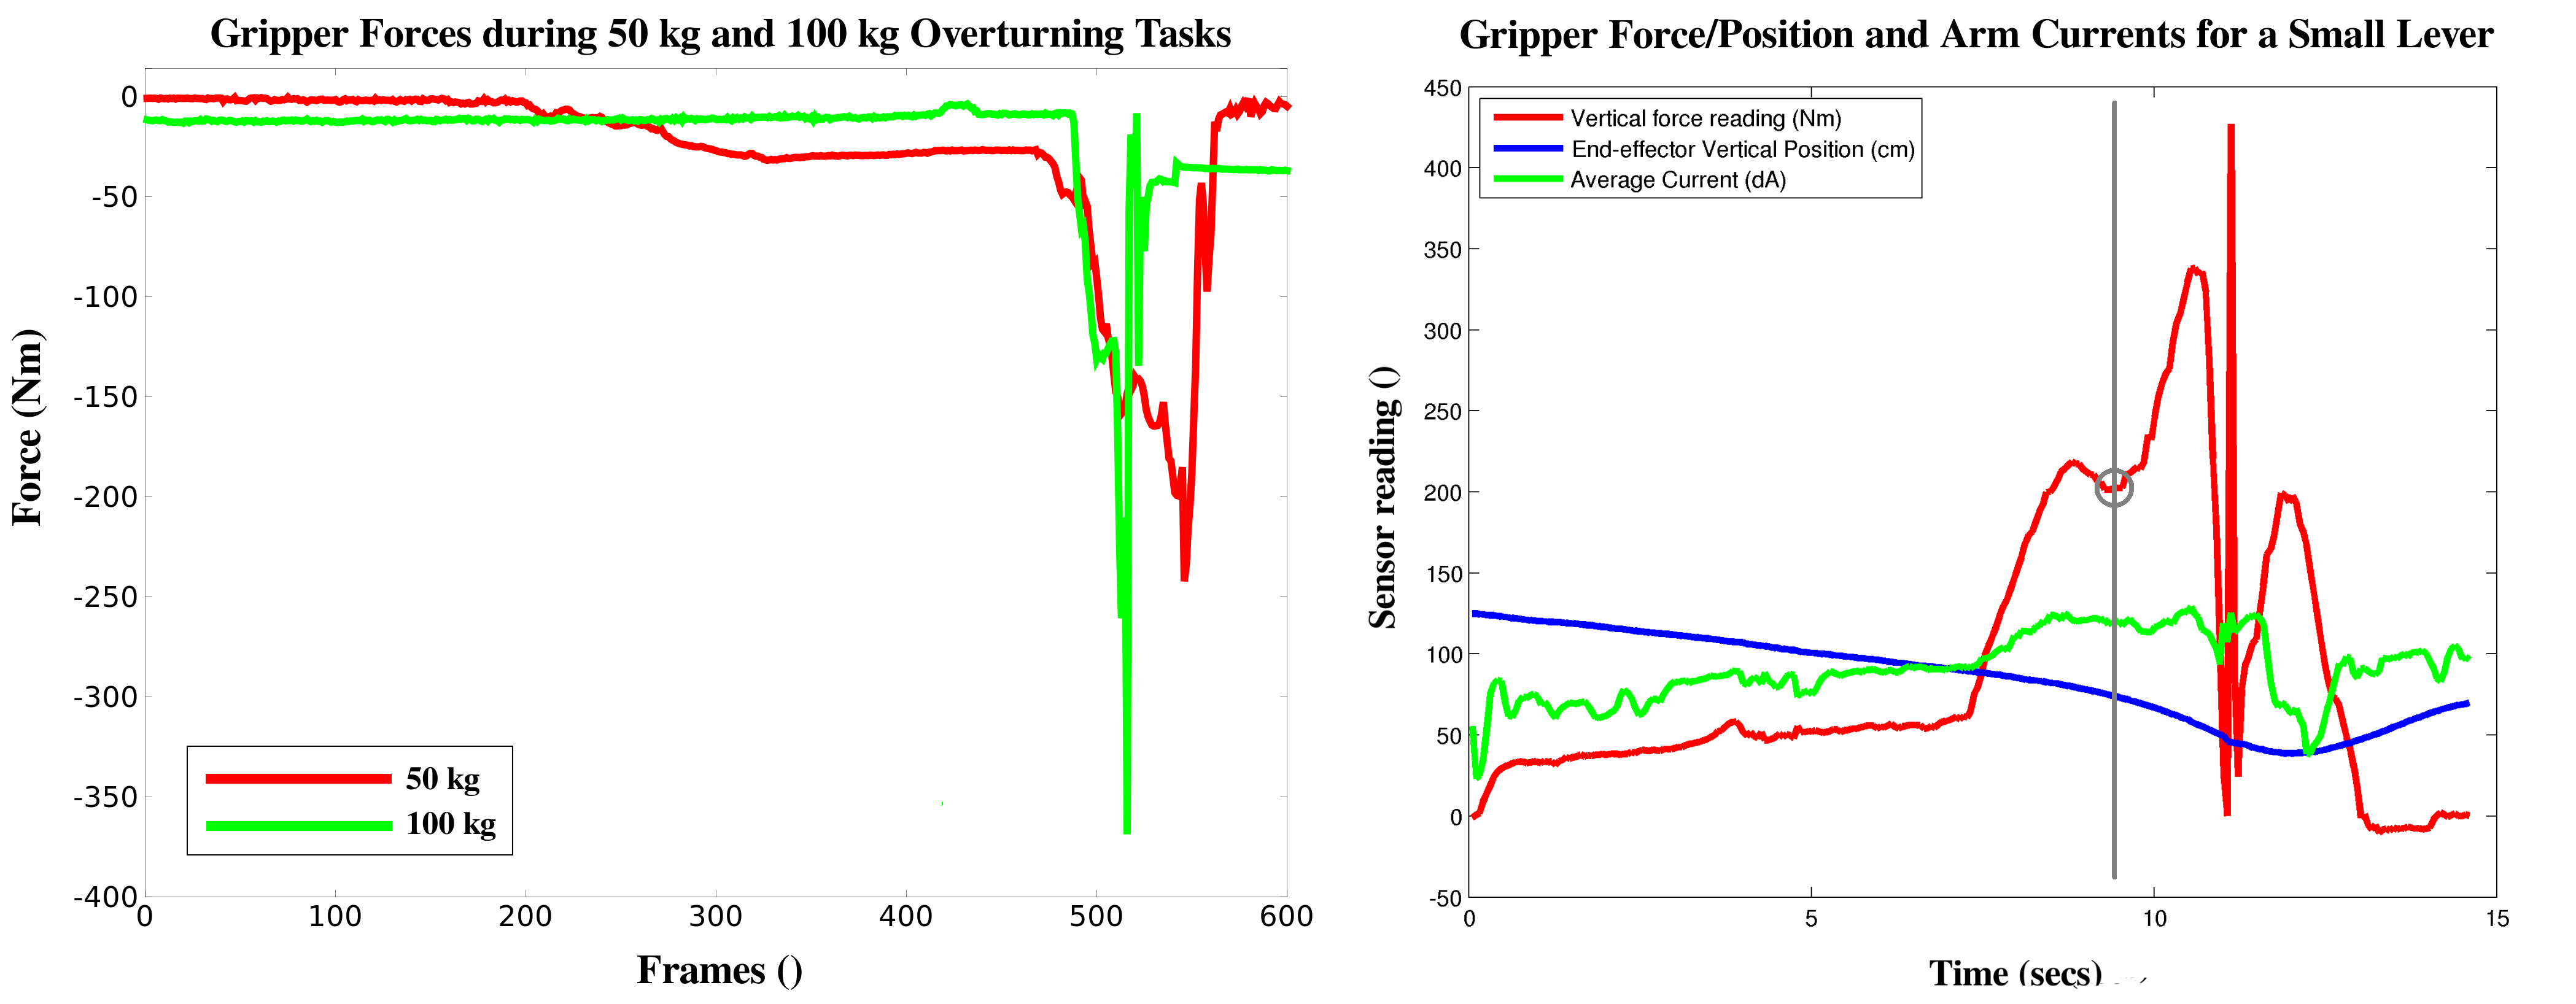 Gripper Forces during 50 kg and 100 kg Overturning Tasks
0
-50
-100
-150
-200
-250
-300
-350
-400
0 100 200 300 400 500 600
Force (Nm)
Frames ()
50 kg
100 kg
Gripper Force/Position and Arm Currents for a Small Lever
450
400
350
300
250
200
150
100
50
0
-50
0 5 10 15
Sensor reading ()
Time (secs)
Vertical force reading (Nm)
End-effector Vertical Position (cm)
Average Current (dA)